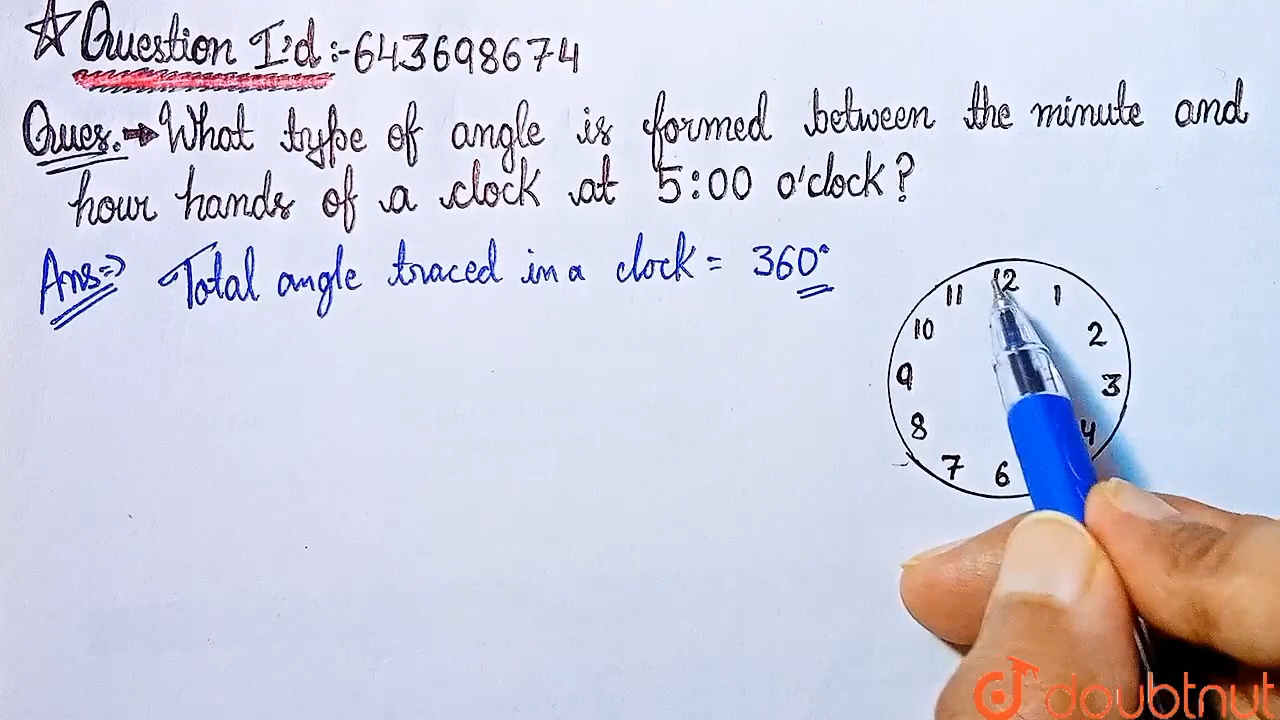 Question I'd :- 643698674
Ques. → What type of angle is formed between the minute and
hour hands of a clock at 5:00 o'clock?
Ans ⇒ Total angle traced in a clock = 360°
12
11
1
10
2
9
3
8
4
7
6
doubtnut